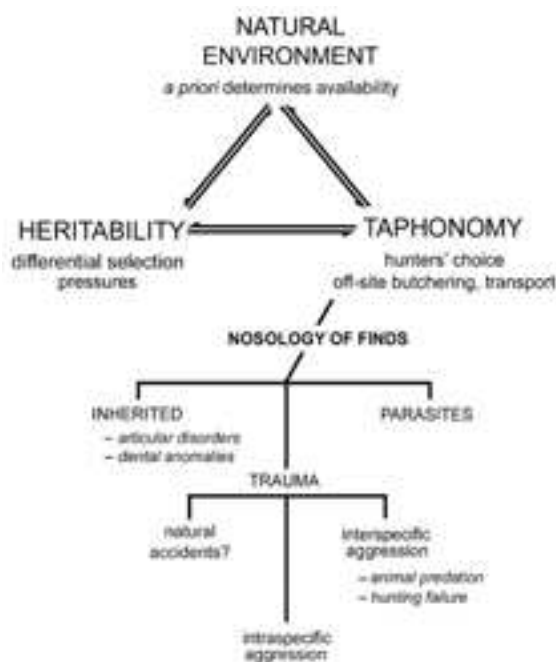 NATURAL
ENVIRONMENT
a priori determines availability
HERITABILITY
differential selection
pressures
TAPHONOMY
hunters' choice
off-site butchering, transport
NOSOLOGY OF FINDS
INHERITED
– articular disorders
– dental anomalies
PARASITES
TRAUMA
natural
accidents?
interspecific
aggression
– animal predation
– hunting failure
intraspecific
aggression